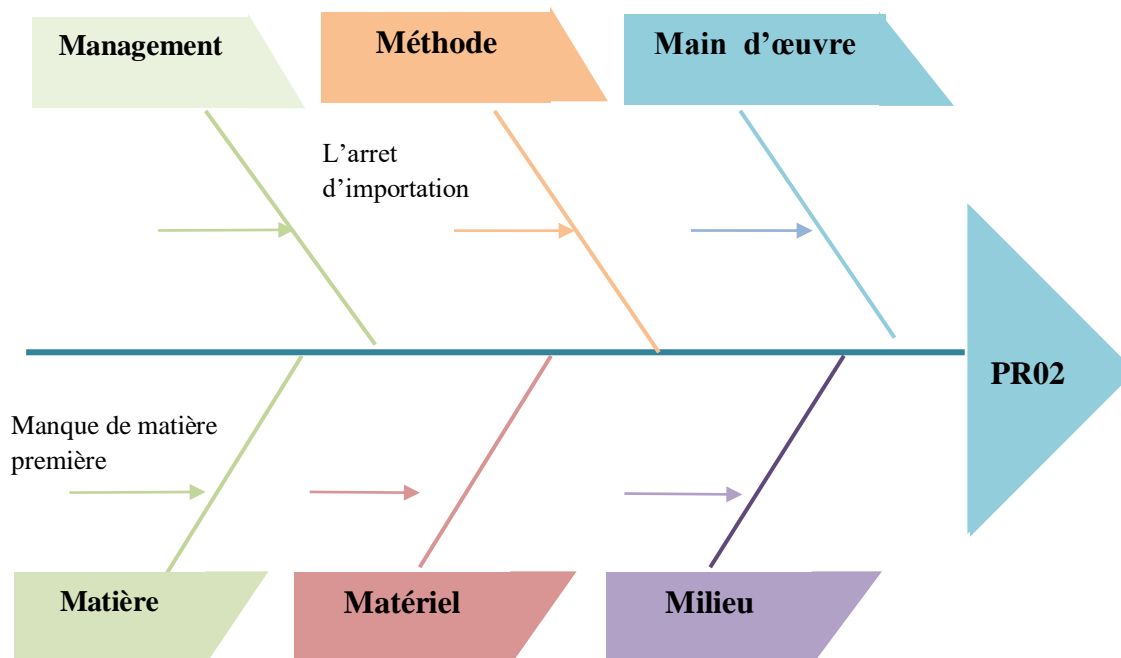 Management
Méthode
Main d'œuvre
L'arret
d'importation
PR02
Manque de matière
première
Matière
Matériel
Milieu